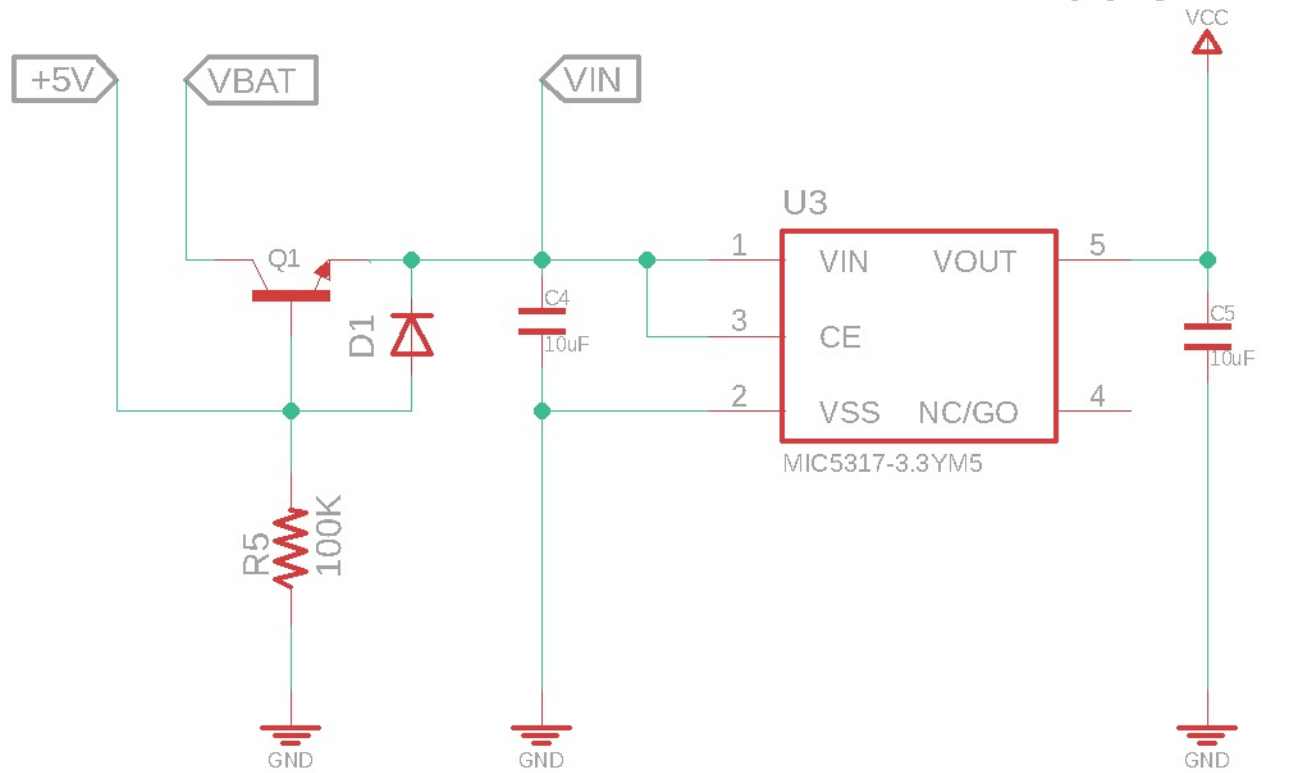 VCC
+5V
VBAT
VIN
U3
Q1
1
VIN
VOUT
5
C4
10uF
D1
3
CE
C5
10uF
2
VSS
NC/GO
4
MIC5317-3.3YM5
R5
100K
GND
GND
GND